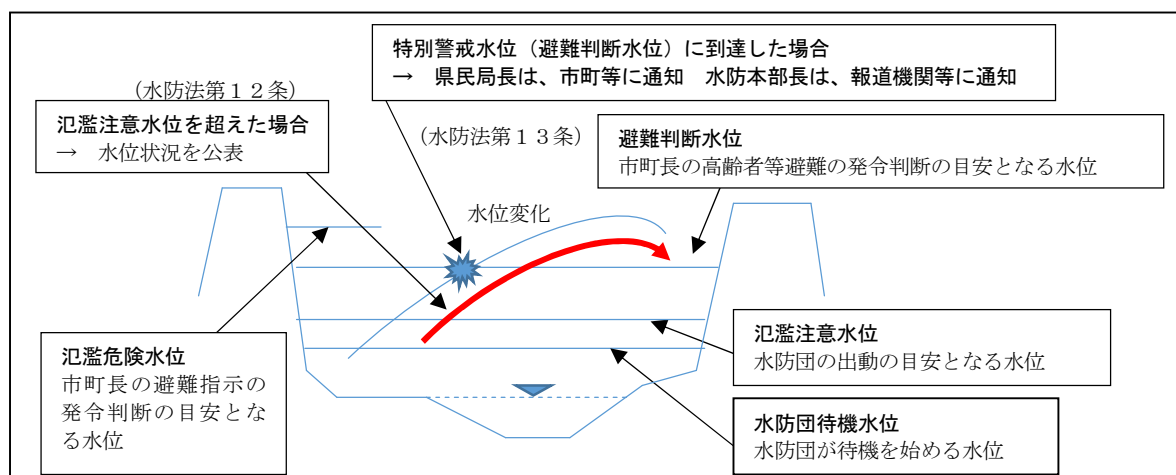 特別警戒水位（避難判断水位）に到達した場合
→　県民局長は、市町等に通知　水防本部長は、報道機関等に通知
（水防法第１２条）
氾濫注意水位を超えた場合
→　水位状況を公表
（水防法第１３条）
避難判断水位
市町長の高齢者等避難の発令判断の目安となる水位
水位変化
氾濫危険水位
市町長の避難指示の
発令判断の目安とな
る水位
氾濫注意水位
水防団の出動の目安となる水位
水防団待機水位
水防団が待機を始める水位